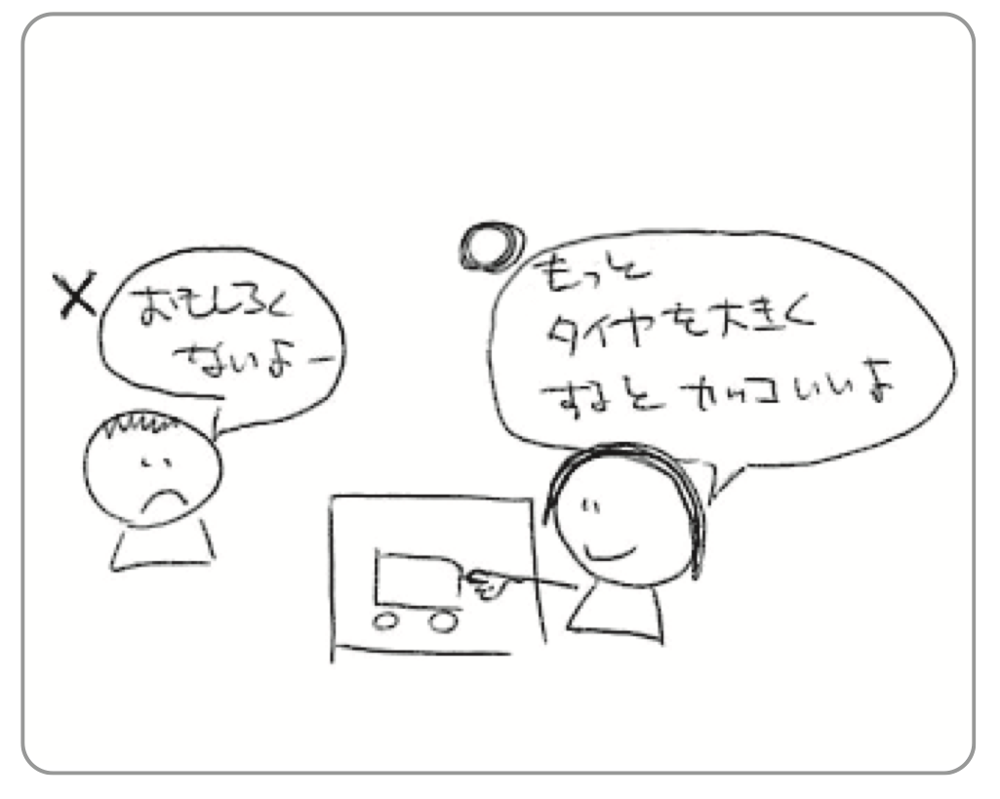 おもしろく
ないよー
もっと
タイヤを大きく
すると カッコいいよ